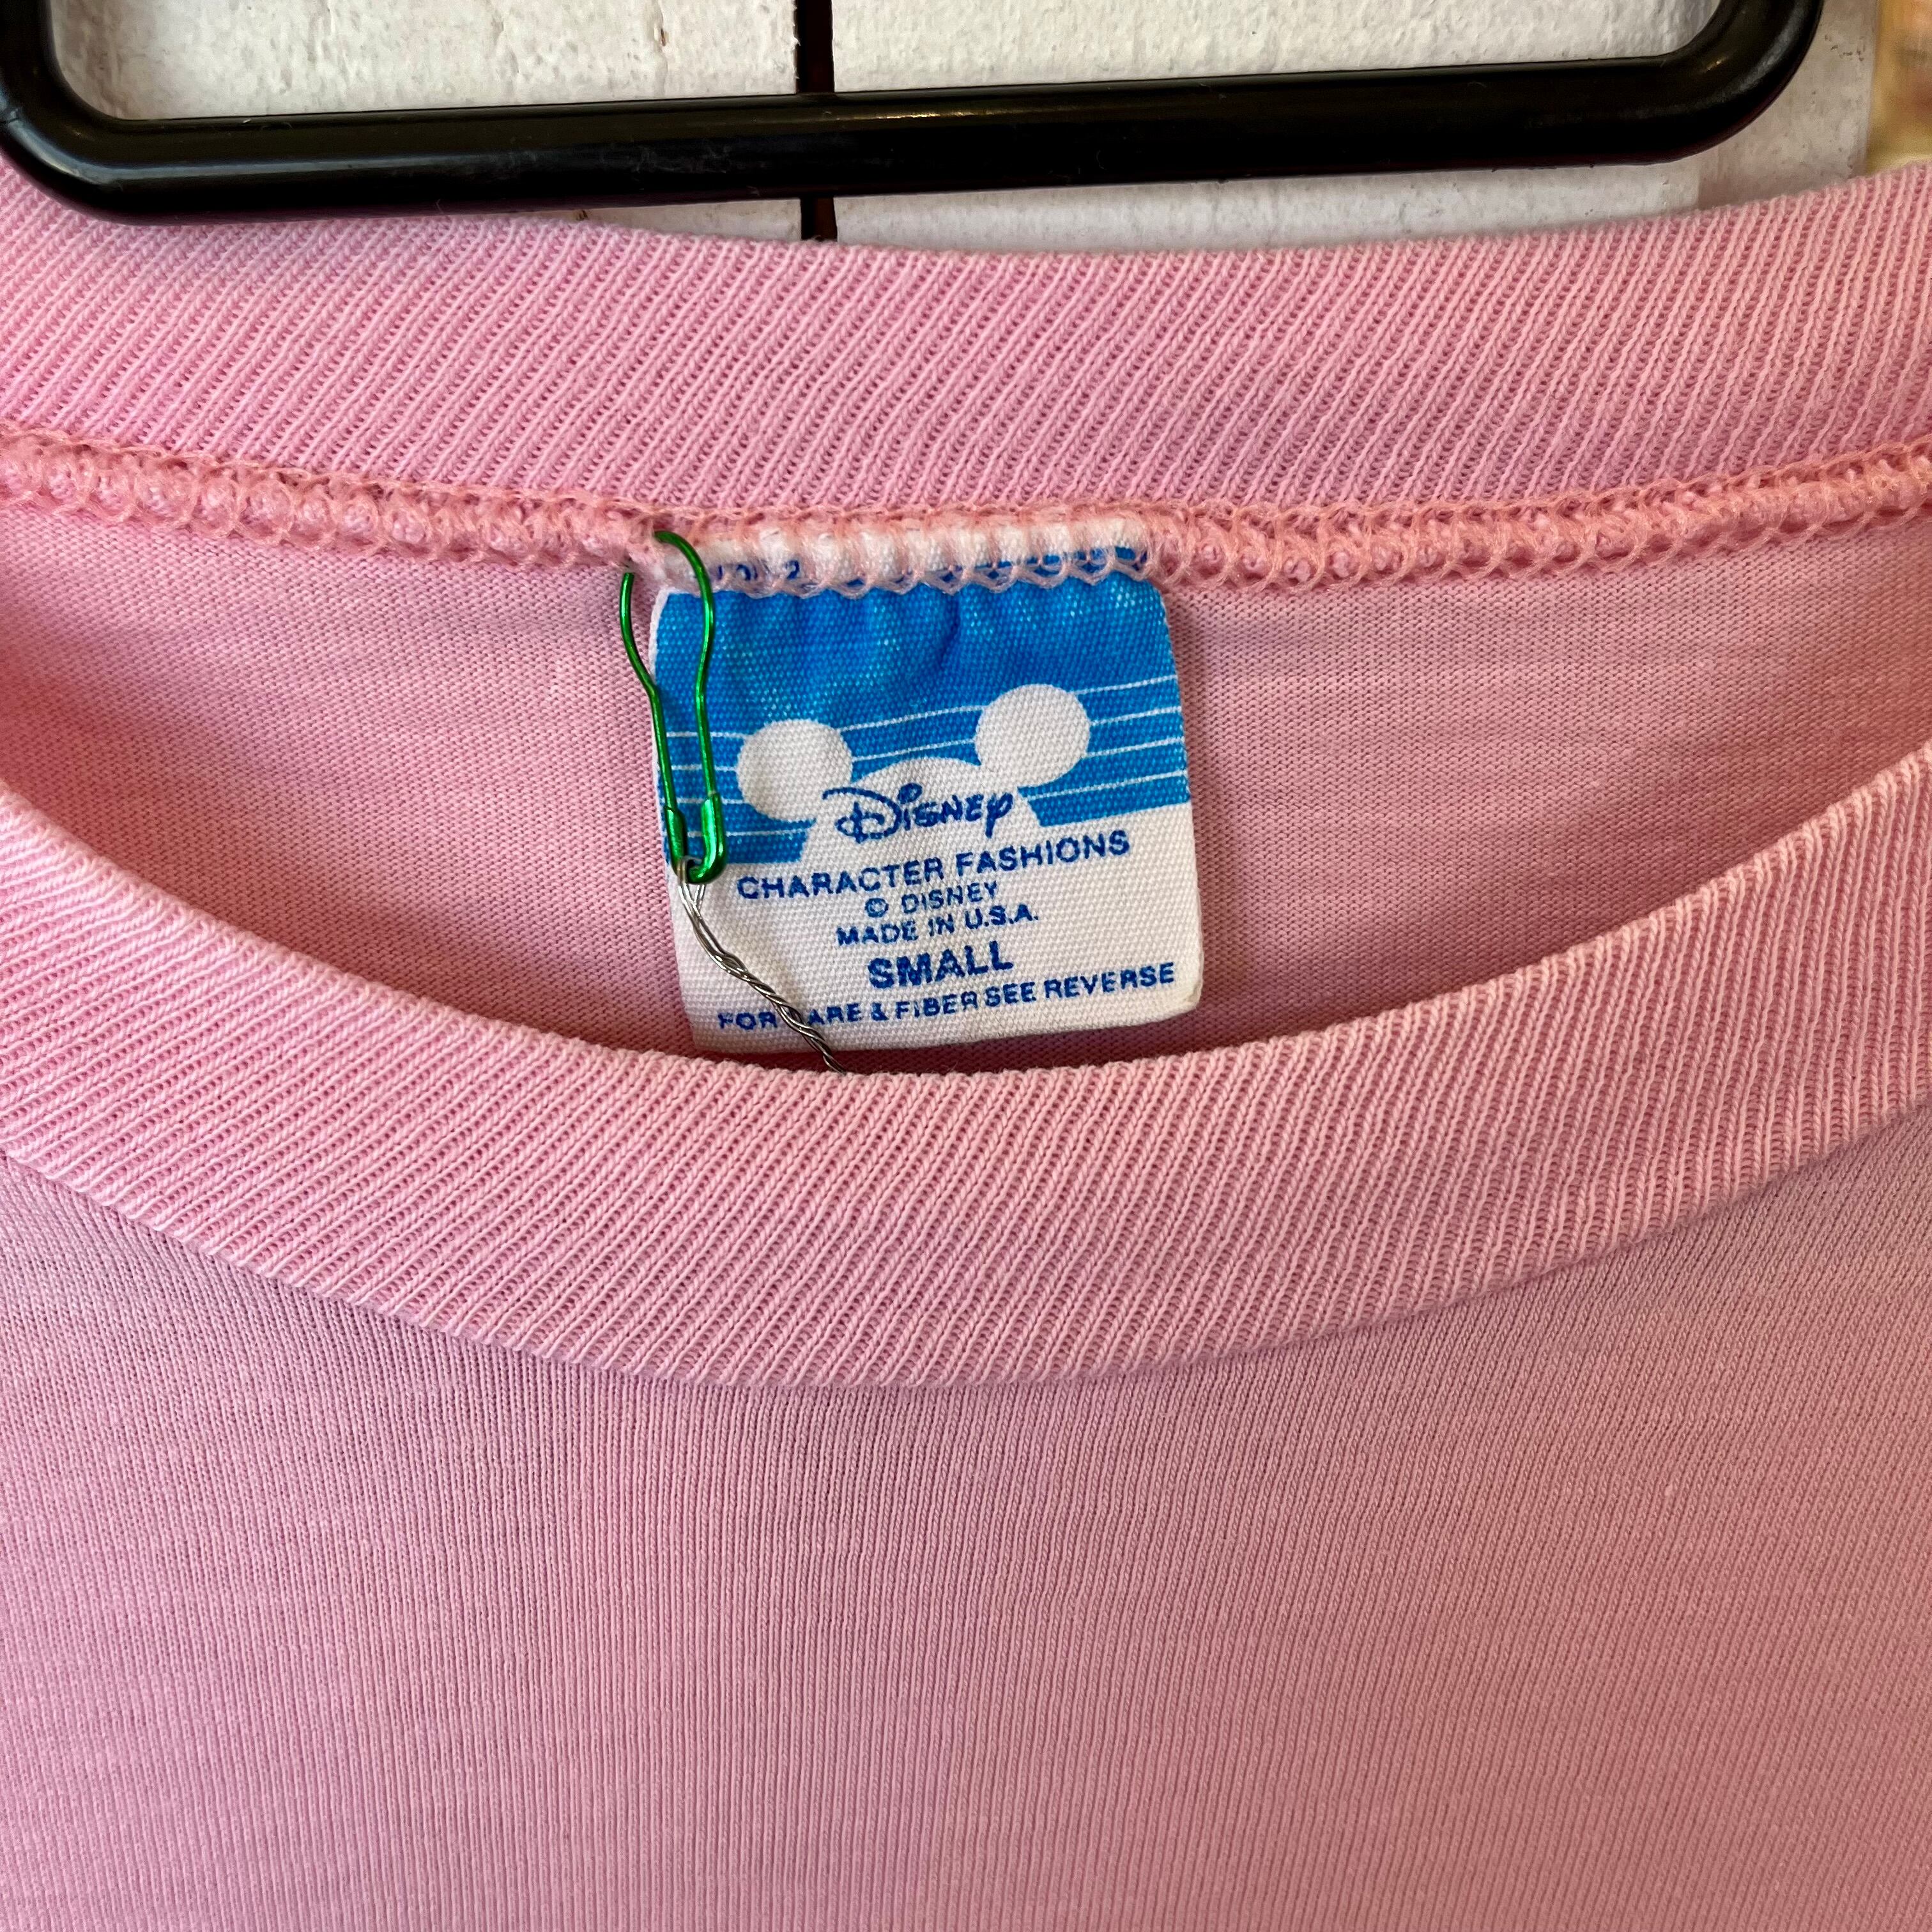 Disney
CHARACTER FASHIONS
© DISNEY
MADE IN U.S.A.
SMALL
FOR CARE & FIBER SEE REVERSE